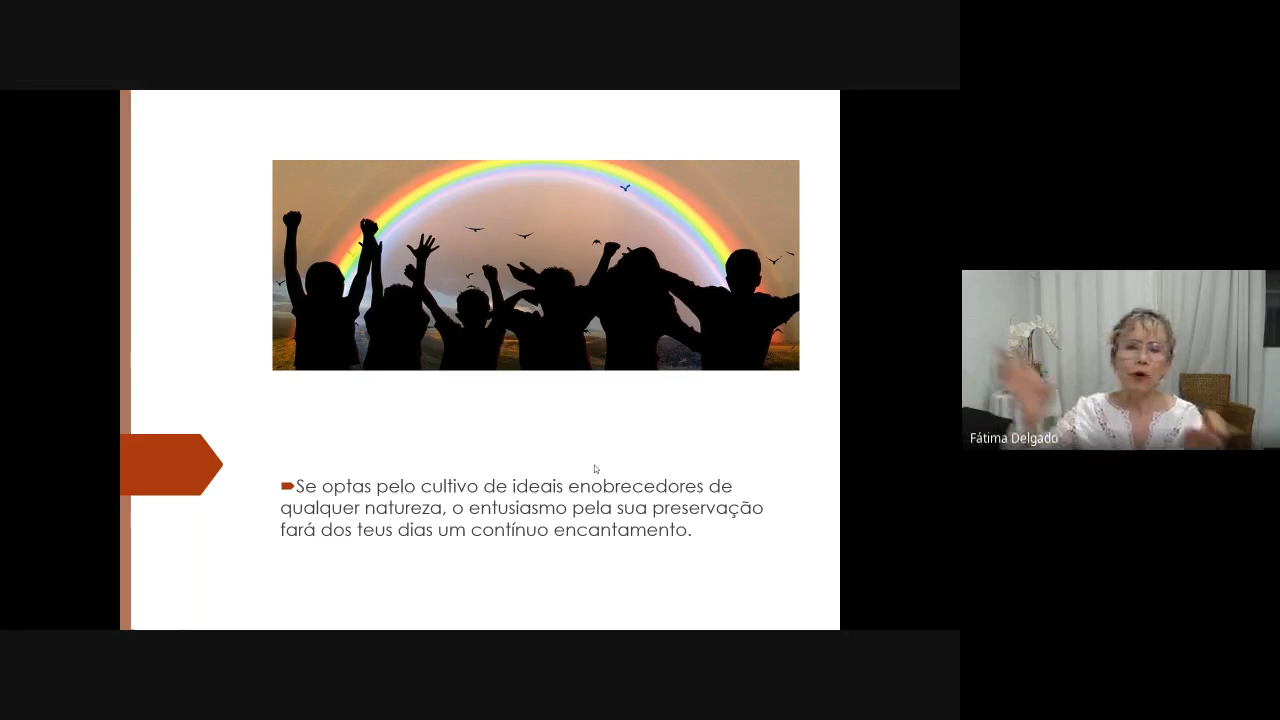 Se optas pelo cultivo de ideais enobrecedores de
qualquer natureza, o entusiasmo pela sua preservação
fará dos teus dias um contínuo encantamento.
Fátima Delgado